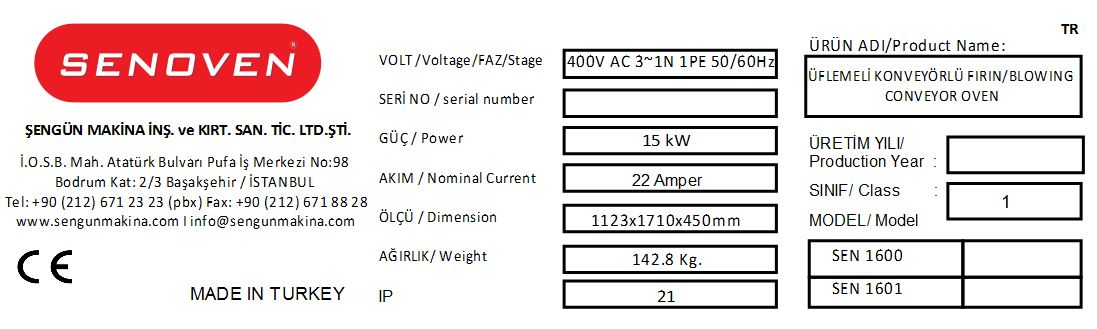 SENOVEN®
ŞENGÜN MAKİNA İNŞ. ve KIRT. SAN. TİC. LTD.ŞTİ.
İ.O.S.B. Mah. Atatürk Bulvarı Pufa İş Merkezi No:98
Bodrum Kat: 2/3 Başakşehir / İSTANBUL
Tel: +90 (212) 671 23 23 (pbx) Fax: +90 (212) 671 88 28
www.sengunmakina.com I info@sengunmakina.com
CE
MADE IN TURKEY
VOLT /Voltage/FAZ/Stage 400V AC 3~1N 1PE 50/60Hz
SERİ NO / serial number
GÜÇ / Power 15 kW
AKIM / Nominal Current 22 Amper
ÖLÇÜ / Dimension 1123x1710x450mm
AĞIRLIK/ Weight 142.8 Kg.
IP 21
TR
ÜRÜN ADI/Product Name:
ÜFLEMELİ KONVEYÖRLÜ FIRIN/BLOWING
CONVEYOR OVEN
ÜRETİM YILI/
Production Year :
SINIF/ Class : 1
MODEL/ Model
SEN 1600
SEN 1601